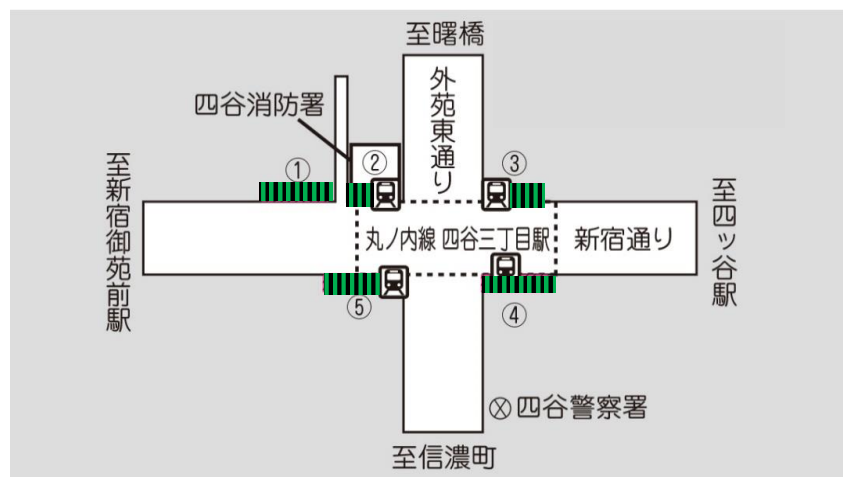 至曙橋
外苑東通り
四谷消防署
①
②
③
至新宿御苑前駅
丸ノ内線 四谷三丁目駅
新宿通り
至四ッ谷駅
⑤
④
四谷警察署
至信濃町